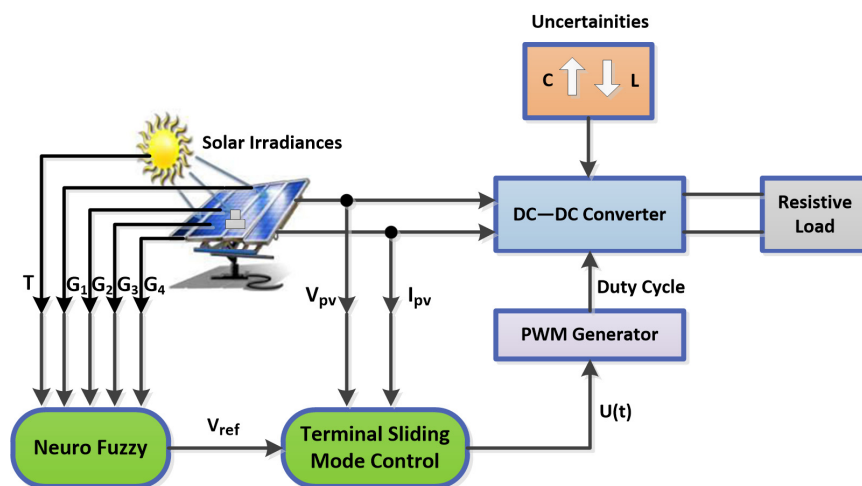 Uncertainities
C
L
Solar Irradiances
DC—DC Converter
Resistive
Load
T
G₁
G₂
G₃
G₄
Vpv
Ipv
Duty Cycle
PWM Generator
U(t)
Neuro Fuzzy
Vref
Terminal Sliding
Mode Control